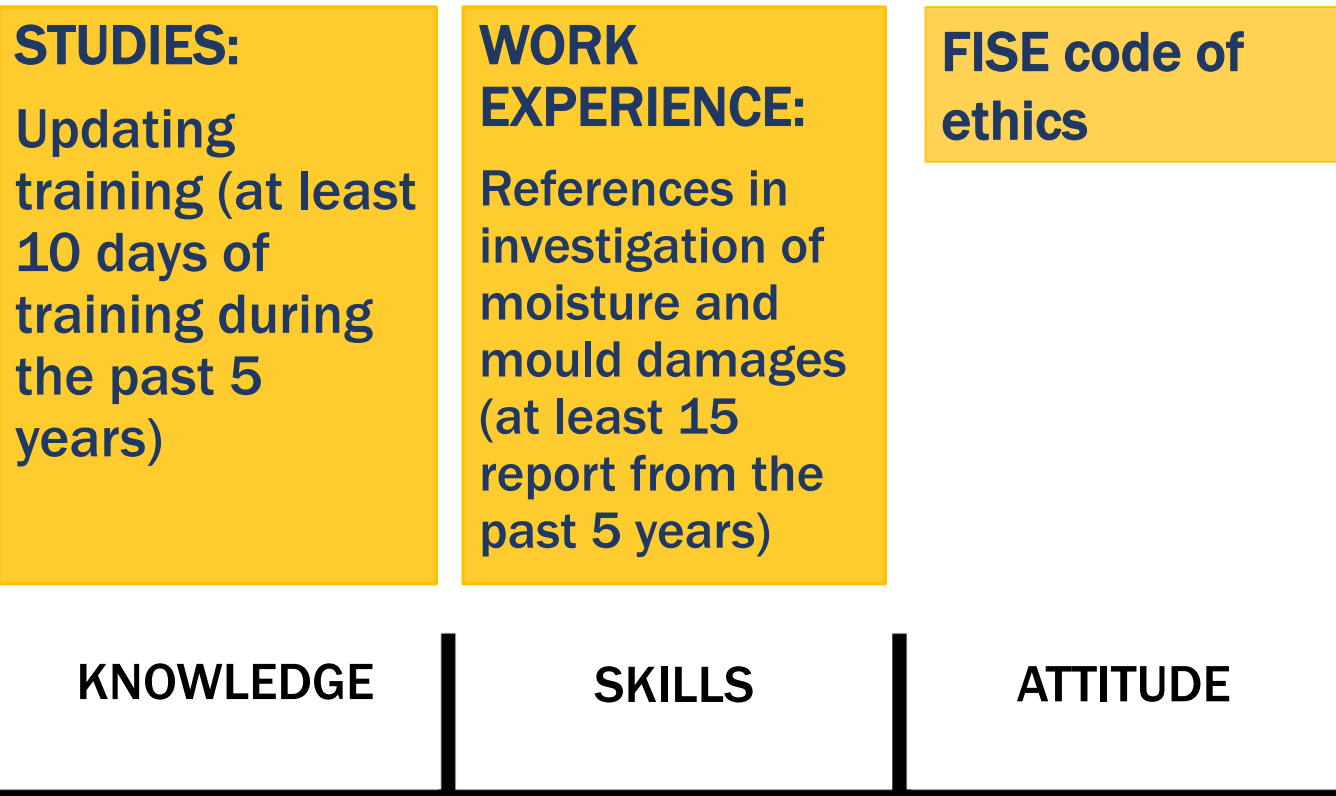 STUDIES:
Updating
training (at least
10 days of
training during
the past 5
years)
WORK
EXPERIENCE:
References in
investigation of
moisture and
mould damages
(at least 15
report from the
past 5 years)
FISE code of
ethics
KNOWLEDGE
SKILLS
ATTITUDE